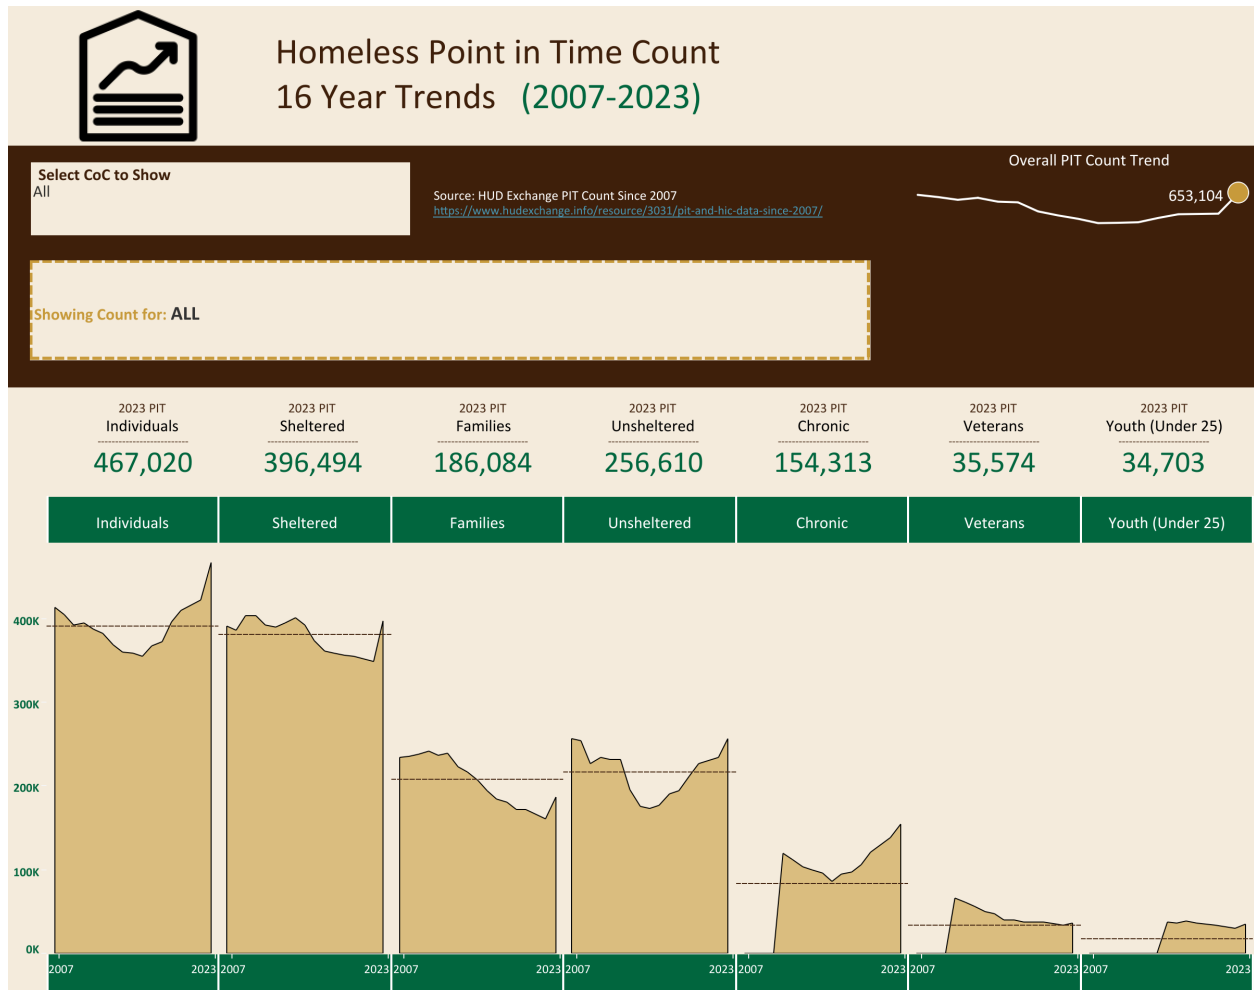 Homeless Point in Time Count
16 Year Trends (2007-2023)
Select CoC to Show
All
Source: HUD Exchange PIT Count Since 2007
https://www.hudexchange.info/resource/3031/pit-and-hic-data-since-2007/
Overall PIT Count Trend
653,104
Showing Count for: ALL
2023 PIT 2023 PIT 2023 PIT 2023 PIT 2023 PIT 2023 PIT 2023 PIT
Individuals Sheltered Families Unsheltered Chronic Veterans Youth (Under 25)
467,020 396,494 186,084 256,610 154,313 35,574 34,703
Individuals Sheltered Families Unsheltered Chronic Veterans Youth (Under 25)
400K
300K
200K
100K
0K
2007 2023 2007 2023 2007 2023 2007 2023 2007 2023 2007 2023 2007 2023